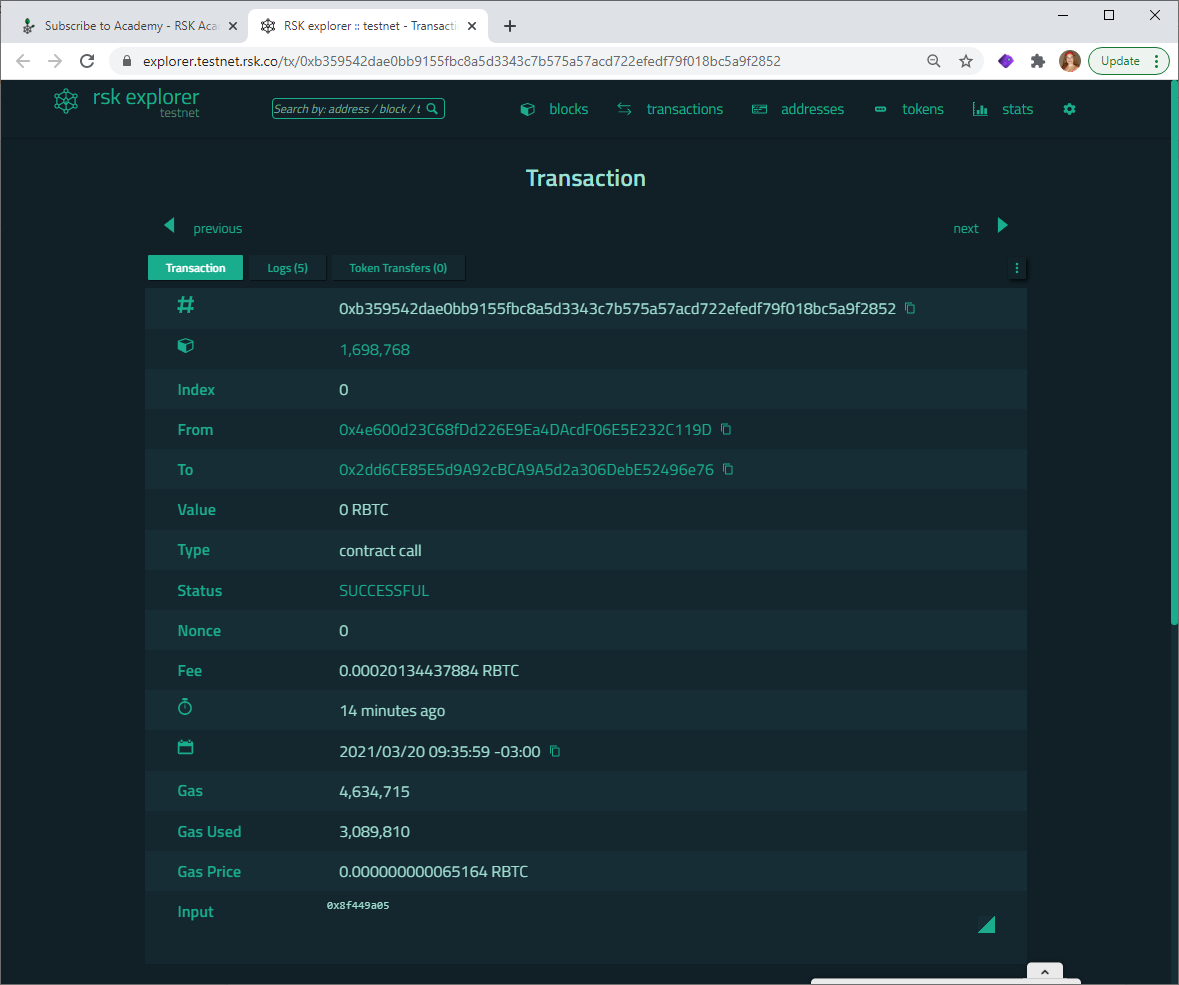 Subscribe to Academy - RSK Aca
RSK explorer :: testnet - Transacti
explorer.testnet.rsk.co/tx/0xb359542dae0bb9155fbc8a5d3343c7b575a57acd722efedf79f018bc5a9f2852
Update
rsk explorer
testnet
Search by: address / block / t
blocks
transactions
addresses
tokens
stats
Transaction
previous
next
Transaction
Logs (5)
Token Transfers (0)
# 0xb359542dae0bb9155fbc8a5d3343c7b575a57acd722efedf79f018bc5a9f2852
1,698,768
Index 0
From 0x4e600d23C68fDd226E9Ea4DAcdF06E5E232C119D
To 0x2dd6CE85E5d9A92cBCA9A5d2a306DebE52496e76
Value 0 RBTC
Type contract call
Status SUCCESSFUL
Nonce 0
Fee 0.00020134437884 RBTC
14 minutes ago
2021/03/20 09:35:59 -03:00
Gas 4,634,715
Gas Used 3,089,810
Gas Price 0.000000000065164 RBTC
Input 0x8f449a05